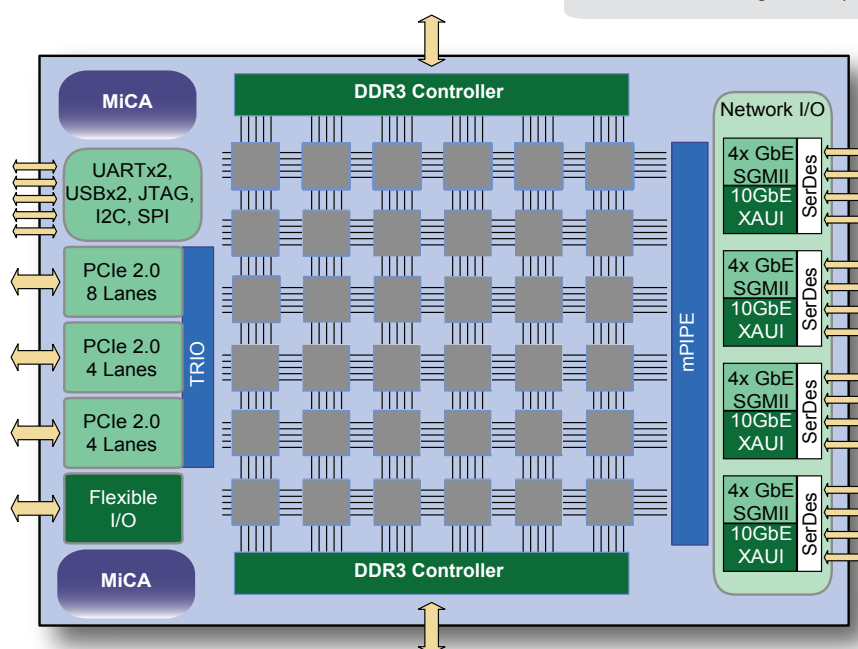 DDR3 Controller
MiCA
UARTx2,
USBx2, JTAG,
I2C, SPI
PCIe 2.0
8 Lanes
PCIe 2.0
4 Lanes
PCIe 2.0
4 Lanes
TRIO
Flexible
I/O
MiCA
DDR3 Controller
mPIPE
Network I/O
4x GbE
SGMII
10GbE
XAUI
SerDes
4x GbE
SGMII
10GbE
XAUI
SerDes
4x GbE
SGMII
10GbE
XAUI
SerDes
4x GbE
SGMII
10GbE
XAUI
SerDes